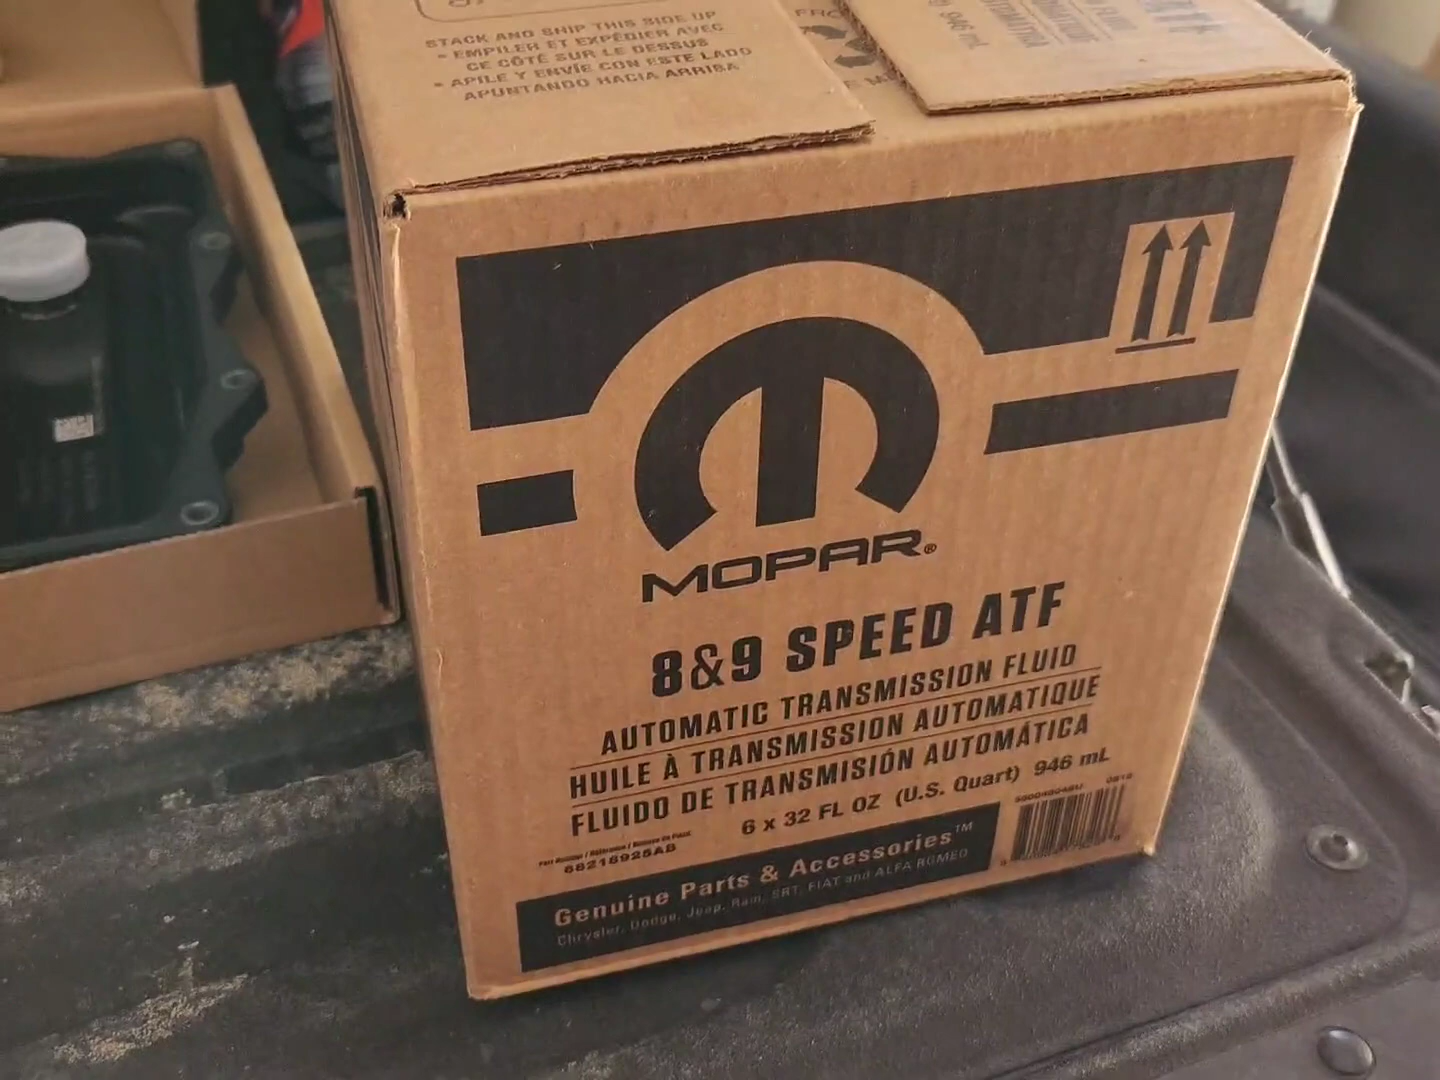 STACK AND SHIP THIS SIDE UP
- EMPILER ET EXPÉDIER AVEC
CE CÔTÉ SUR LE DESSUS
- APILE Y ENVÍE CON ESTE LADO
APUNTANDO HACIA ARRIBA
946 mL
MOPAR®
8&9 SPEED ATF
AUTOMATIC TRANSMISSION FLUID
HUILE À TRANSMISSION AUTOMATIQUE
FLUIDO DE TRANSMISIÓN AUTOMÁTICA
6 x 32 FL OZ (U.S. Quart) 946 mL
68218925AB
Genuine Parts & Accessories™
Chrysler, Dodge, Jeep, Ram, SRT, FIAT and ALFA ROMEO